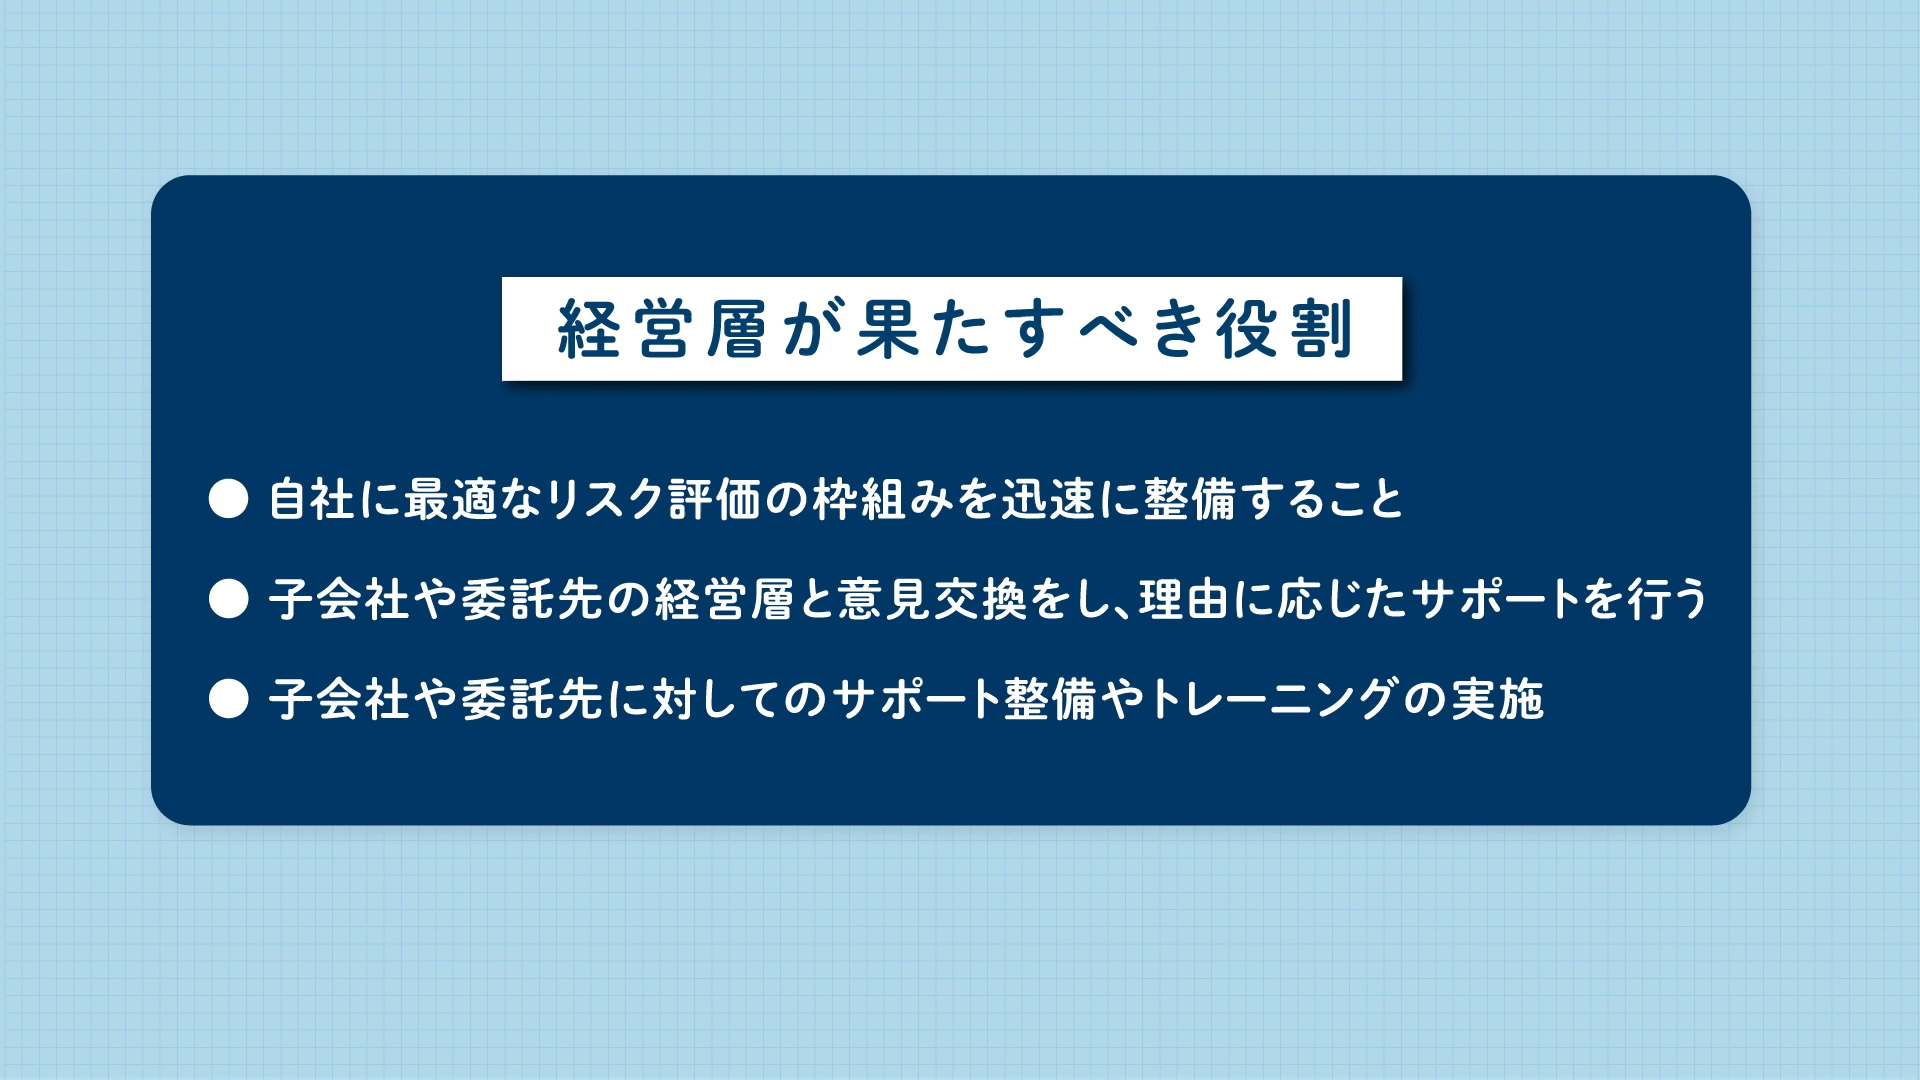 経営層が果たすべき役割
● 自社に最適なリスク評価の枠組みを迅速に整備すること
● 子会社や委託先の経営層と意見交換をし、理由に応じたサポートを行う
● 子会社や委託先に対してのサポート整備やトレーニングの実施